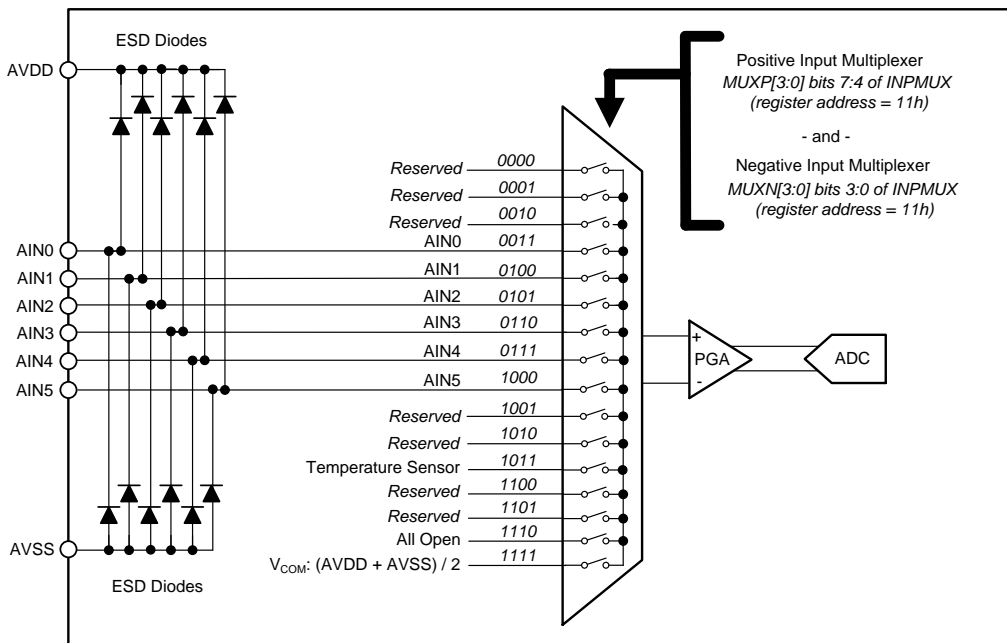 ESD Diodes
AVDD
Positive Input Multiplexer
MUXP[3:0] bits 7:4 of INPMUX
(register address = 11h)
- and -
Negative Input Multiplexer
MUXN[3:0] bits 3:0 of INPMUX
(register address = 11h)
Reserved 0000
Reserved 0001
Reserved 0010
AIN0 AIN0 0011
AIN1 AIN1 0100
AIN2 AIN2 0101
AIN3 AIN3 0110
AIN4 AIN4 0111
AIN5 AIN5 1000
+
PGA
-
ADC
Reserved 1001
Reserved 1010
Temperature Sensor 1011
Reserved 1100
Reserved 1101
All Open 1110
VCOM: (AVDD + AVSS) / 2 1111
AVSS
ESD Diodes